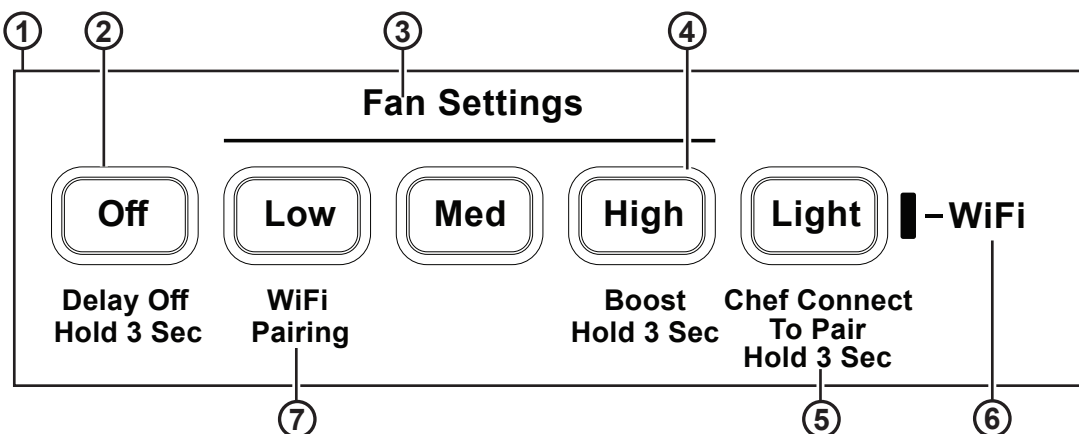 1 2 3 4
Fan Settings
Off Low Med High Light -WiFi
Delay Off WiFi Boost Chef Connect
Hold 3 Sec Pairing Hold 3 Sec To Pair
Hold 3 Sec
7 5 6